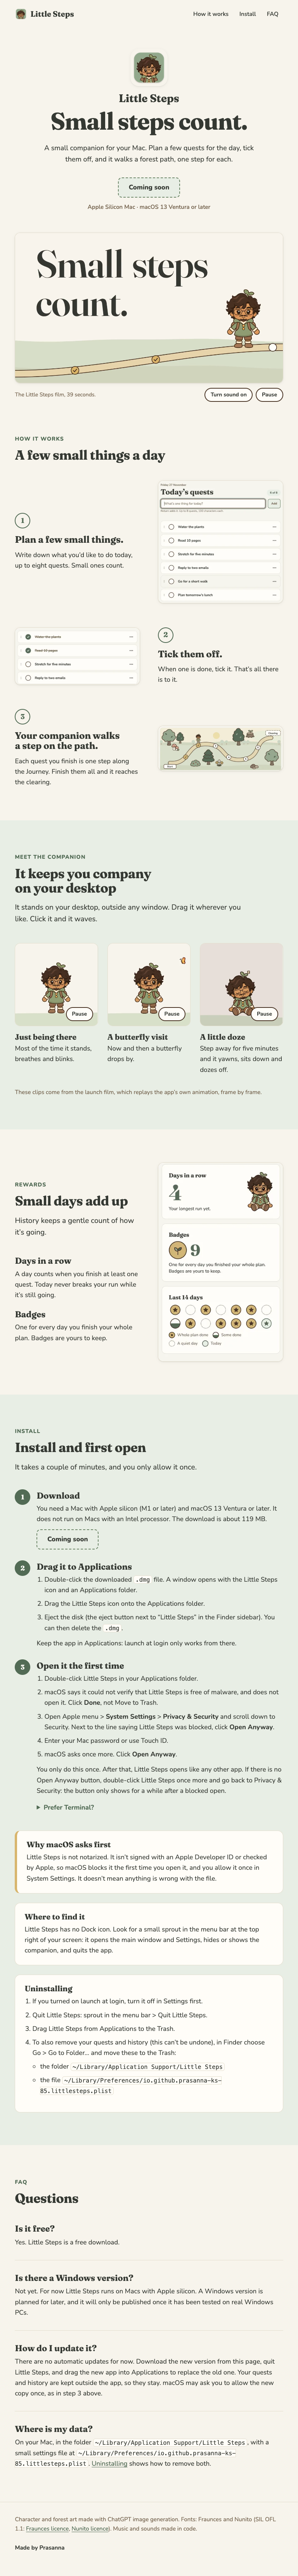 Little Steps
How it works Install FAQ
Little Steps
Small steps count.
A small companion for your Mac. Plan a few quests for the day, tick
them off, and it walks a forest path, one step for each.
Coming soon
Apple Silicon Mac · macOS 13 Ventura or later
Small steps
count.
The Little Steps film, 39 seconds.
Turn sound on
Pause
HOW IT WORKS
A few small things a day
1
Plan a few small things.
Write down what you'd like to do today,
up to eight quests. Small ones count.
Today's quests
Water the plants
Read 10 pages
Stretch for five minutes
Reply to two emails
Go for a short walk
Plan tomorrow's lunch
Water the plants
Read 10 pages
Stretch for five minutes
Reply to two emails
2
Tick them off.
When one is done, tick it. That's all there
is to it.
3
Your companion walks
a step on the path.
Each quest you finish is one step along
the Journey. Finish them all and it reaches
the clearing.
MEET THE COMPANION
It keeps you company
on your desktop
It stands on your desktop, outside any window. Drag it wherever you
like. Click it and it waves.
Pause
Pause
Pause
Just being there
Most of the time it stands,
breathes and blinks.
A butterfly visit
Now and then a butterfly
drops by.
A little doze
Step away for five minutes
and it yawns, sits down and
dozes off.
These clips come from the launch film, which replays the app's own animation, frame by frame.
REWARDS
Small days add up
History keeps a gentle count of how
it's going.
Days in a row
A day counts when you finish at least one
quest. Today never breaks your run while
it's still going.
Badges
One for every day you finish your whole
plan. Badges are yours to keep.
Days in a row
4
Your longest run yet.
Badges
9
One for every day you finished your whole plan.
Badges are yours to keep.
Last 14 days
Whole plan done Some done
A quiet day Today
INSTALL
Install and first open
It takes a couple of minutes, and you only allow it once.
1
Download
You need a Mac with Apple silicon (M1 or later) and macOS 13 Ventura or later. It
does not run on Macs with an Intel processor. The download is about 119 MB.
Coming soon
2
Drag it to Applications
1. Double-click the downloaded .dmg file. A window opens with the Little Steps
icon and an Applications folder.
2. Drag the Little Steps icon onto the Applications folder.
3. Eject the disk (the eject button next to "Little Steps" in the Finder sidebar). You
can then delete the .dmg.
Keep the app in Applications: launch at login only works from there.
3
Open it the first time
1. Double-click Little Steps in your Applications folder.
2. macOS says it could not verify that Little Steps is free of malware, and does not
open it. Click Done, not Move to Trash.
3. Open Apple menu > System Settings > Privacy & Security and scroll down to
Security. Next to the line saying Little Steps was blocked, click Open Anyway.
4. Enter your Mac password or use Touch ID.
5. macOS asks once more. Click Open Anyway.
You only do this once. After that, Little Steps opens like any other app. If there is no
Open Anyway button, double-click Little Steps once more and go back to Privacy &
Security: the button only shows for a while after a blocked open.
Prefer Terminal?
Why macOS asks first
Little Steps is not notarized. It isn't signed with an Apple Developer ID or checked
by Apple, so macOS blocks it the first time you open it, and you allow it once in
System Settings. It doesn't mean anything is wrong with the file.
Where to find it
Little Steps has no Dock icon. Look for a small sprout in the menu bar at the top
right of your screen: it opens the main window and Settings, hides or shows the
companion, and quits the app.
Uninstalling
1. If you turned on launch at login, turn it off in Settings first.
2. Quit Little Steps: sprout in the menu bar > Quit Little Steps.
3. Drag Little Steps from Applications to the Trash.
4. To also remove your quests and history (this can't be undone), in Finder choose
Go > Go to Folder… and move these to the Trash:
the folder ~/Library/Application Support/Little Steps
the file ~/Library/Preferences/io.github.prasanna-ks-
85.littlesteps.plist
FAQ
Questions
Is it free?
Yes. Little Steps is a free download.
Is there a Windows version?
Not yet. For now Little Steps runs on Macs with Apple silicon. A Windows version is
planned for later, and it will only be published once it has been tested on real Windows
PCs.
How do I update it?
There are no automatic updates for now. Download the new version from this page, quit
Little Steps, and drag the new app into Applications to replace the old one. Your quests
and history are kept outside the app, so they stay. macOS may ask you to allow the new
copy once, as in step 3 above.
Where is my data?
On your Mac, in the folder ~/Library/Application Support/Little Steps, with a
small settings file at ~/Library/Preferences/io.github.prasanna-ks-
85.littlesteps.plist. Uninstalling shows how to remove both.
Character and forest art made with ChatGPT image generation. Fonts: Fraunces and Nunito (SIL OFL
1.1: Fraunces licence, Nunito licence). Music and sounds made in code.
Made by Prasanna